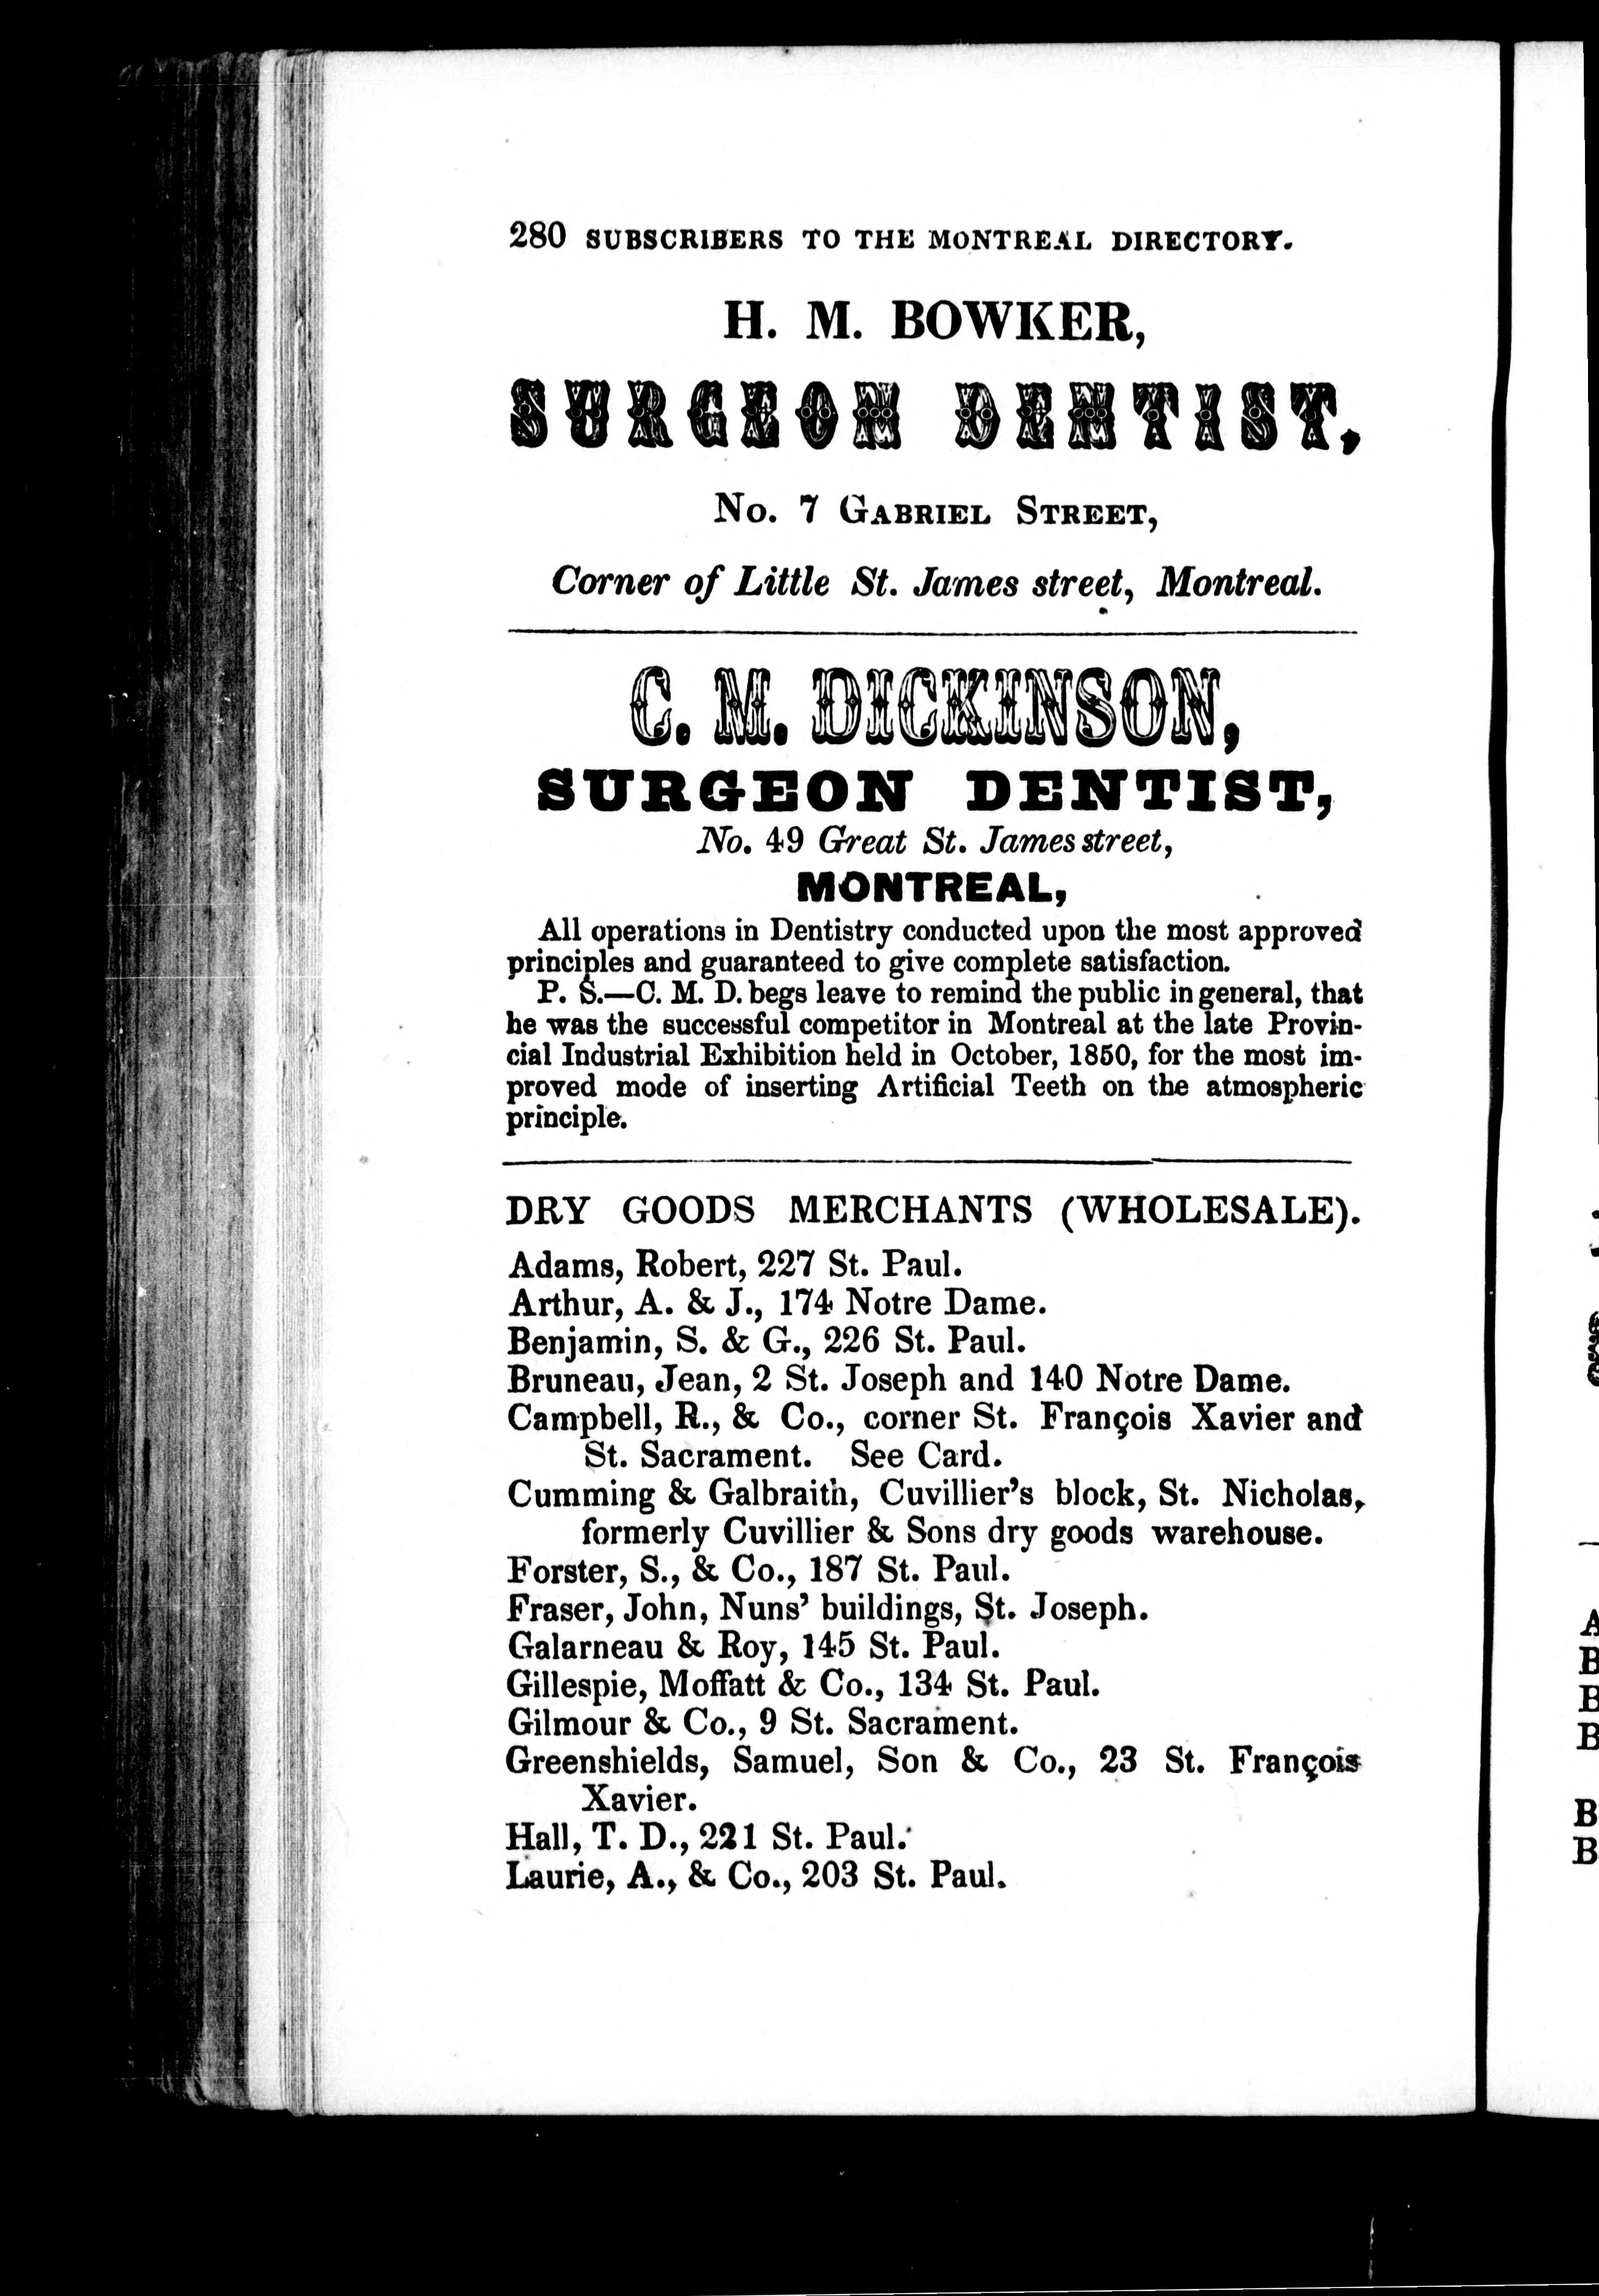 280 SUBSCRIBERS TO THE MONTREAL DIRECTORY.
H. M. BOWKER,
SURGEON DENTIST,
No. 7 GABRIEL STREET,
Corner of Little St. James street, Montreal.
C. M. DICKINSON,
SURGEON DENTIST,
No. 49 Great St. James street,
MONTREAL,
All operations in Dentistry conducted upon the most approved
principles and guaranteed to give complete satisfaction.
P. S.—C. M. D. begs leave to remind the public in general, that
he was the successful competitor in Montreal at the late Provin-
cial Industrial Exhibition held in October, 1850, for the most im-
proved mode of inserting Artificial Teeth on the atmospheric
principle.
DRY GOODS MERCHANTS (WHOLESALE).
Adams, Robert, 227 St. Paul.
Arthur, A. & J., 174 Notre Dame.
Benjamin, S. & G., 226 St. Paul.
Bruneau, Jean, 2 St. Joseph and 140 Notre Dame.
Campbell, R., & Co., corner St. François Xavier and
St. Sacrament. See Card.
Cumming & Galbraith, Cuvillier's block, St. Nicholas,
formerly Cuvillier & Sons dry goods warehouse.
Forster, S., & Co., 187 St. Paul.
Fraser, John, Nuns' buildings, St. Joseph.
Galarneau & Roy, 145 St. Paul.
Gillespie, Moffatt & Co., 134 St. Paul.
Gilmour & Co., 9 St. Sacrament.
Greenshields, Samuel, Son & Co., 23 St. François
Xavier.
Hall, T. D., 221 St. Paul.
Laurie, A., & Co., 203 St. Paul.
A
B
B
B
B
B